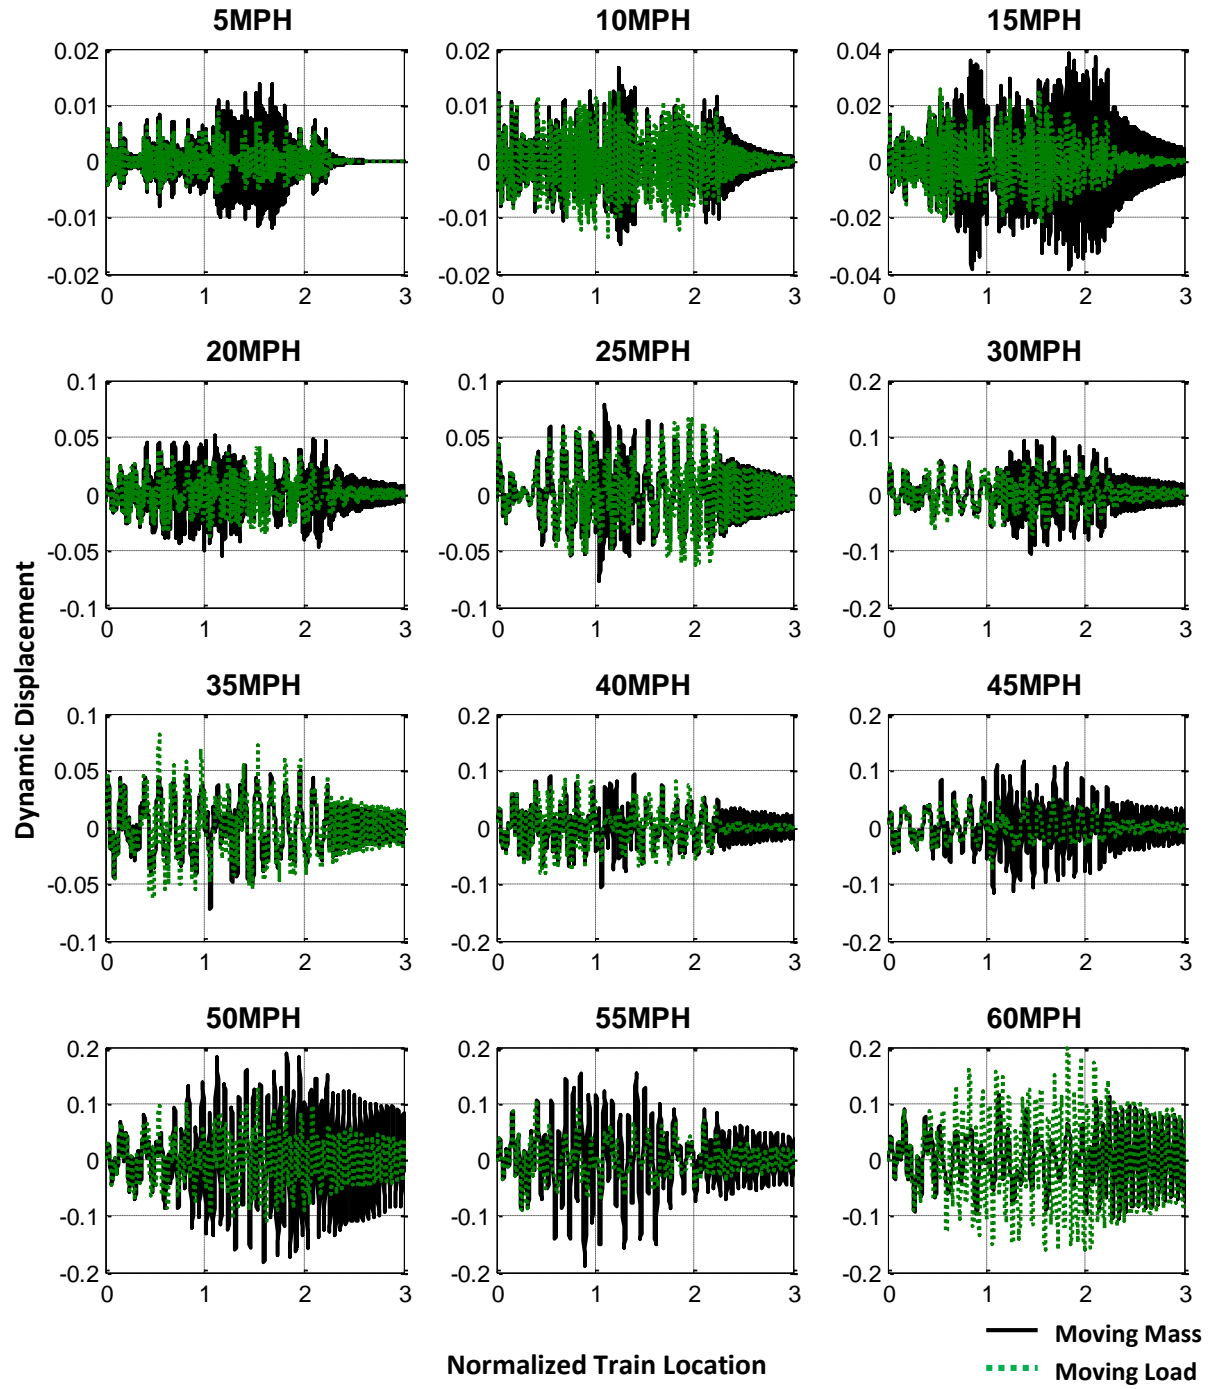 5MPH 10MPH 15MPH
0.02 0.02 0.04
0.01 0.01 0.02
0 0 0
-0.01 -0.01 -0.02
-0.02 -0.02 -0.04
0 1 2 3 0 1 2 3 0 1 2 3
20MPH 25MPH 30MPH
0.1 0.1 0.2
0.05 0.05 0.1
0 0 0
-0.05 -0.05 -0.1
-0.1 -0.1 -0.2
0 1 2 3 0 1 2 3 0 1 2 3
Dynamic Displacement
35MPH 40MPH 45MPH
0.1 0.2 0.2
0.05 0.1 0.1
0 0 0
-0.05 -0.1 -0.1
-0.1 -0.2 -0.2
0 1 2 3 0 1 2 3 0 1 2 3
50MPH 55MPH 60MPH
0.2 0.2 0.2
0.1 0.1 0.1
0 0 0
-0.1 -0.1 -0.1
-0.2 -0.2 -0.2
0 1 2 3 0 1 2 3 0 1 2 3
Normalized Train Location
Moving Mass
Moving Load